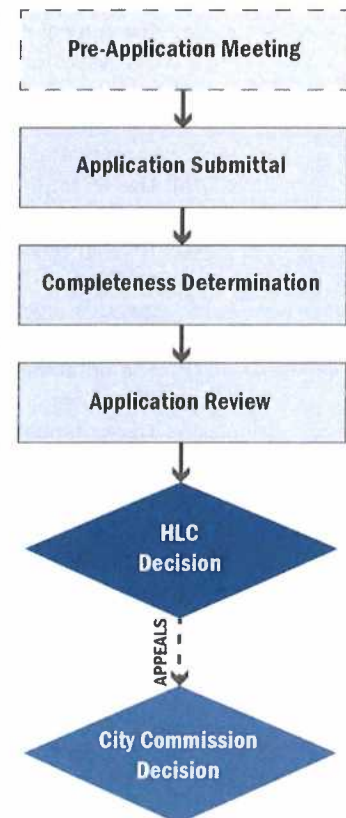 Pre-Application Meeting
Application Submittal
Completeness Determination
Application Review
HLC
Decision
APPEALS
City Commission
Decision